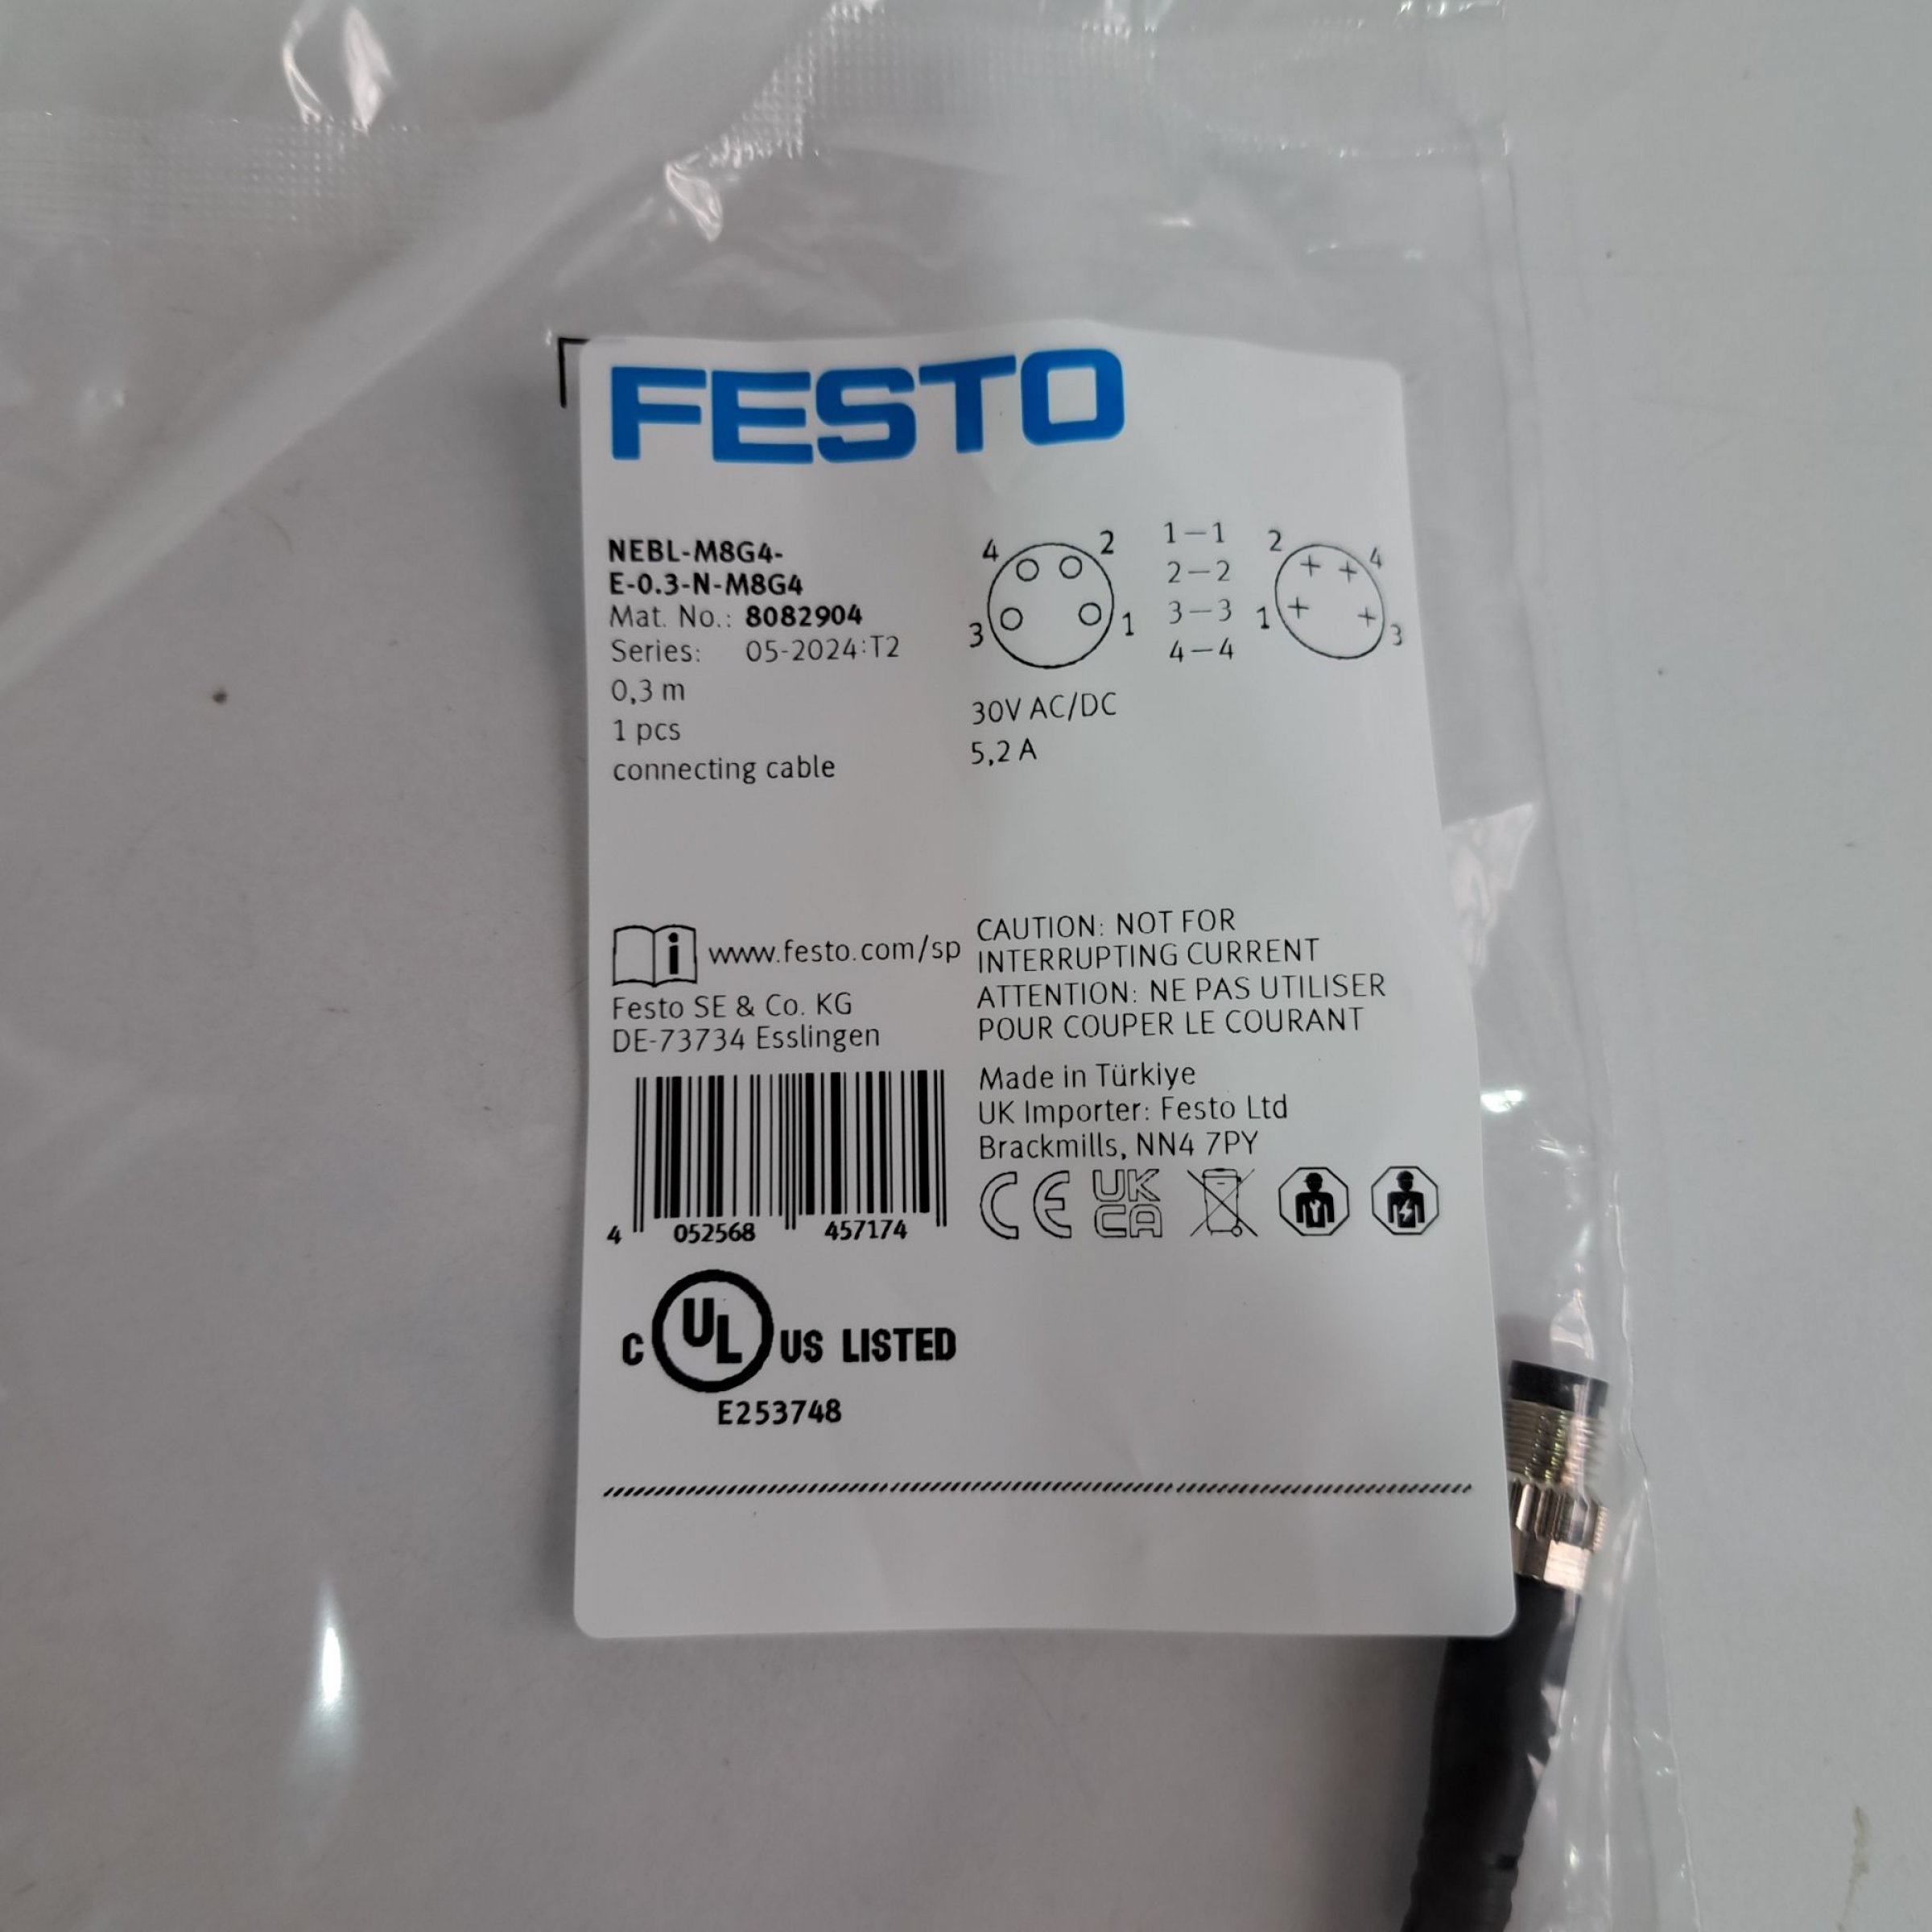 FESTO
NEBL-M8G4-
E-0.3-N-M8G4
Mat. No.: 8082904
Series: 05-2024:T2
0,3 m
1 pcs
connecting cable
4 2
3 1
1—1
2—2
3—3
4—4
2 4
1 3
30V AC/DC
5,2 A
www.festo.com/sp
Festo SE & Co. KG
DE-73734 Esslingen
4 052568 457174
CAUTION: NOT FOR
INTERRUPTING CURRENT
ATTENTION: NE PAS UTILISER
POUR COUPER LE COURANT
Made in Türkiye
UK Importer: Festo Ltd
Brackmills, NN4 7PY
CE UK
CA
C UL US LISTED
E253748